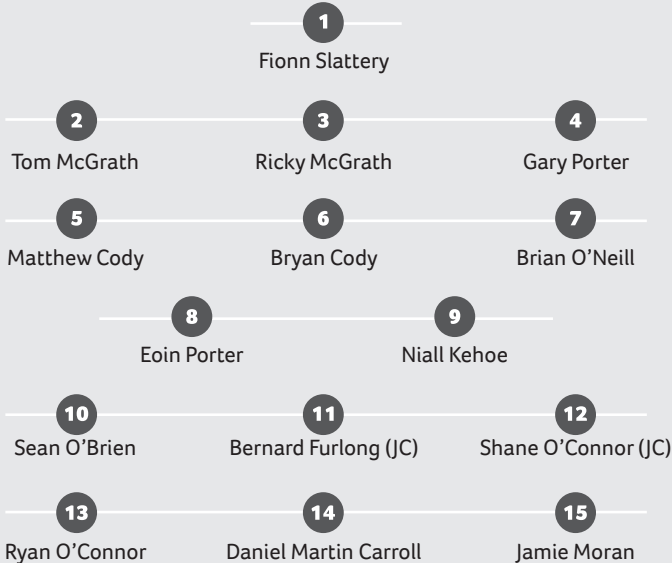 1
Fionn Slattery
2 3 4
Tom McGrath Ricky McGrath Gary Porter
5 6 7
Matthew Cody Bryan Cody Brian O’Neill
8 9
Eoin Porter Niall Kehoe
10 11 12
Sean O’Brien Bernard Furlong (JC) Shane O’Connor (JC)
13 14 15
Ryan O’Connor Daniel Martin Carroll Jamie Moran